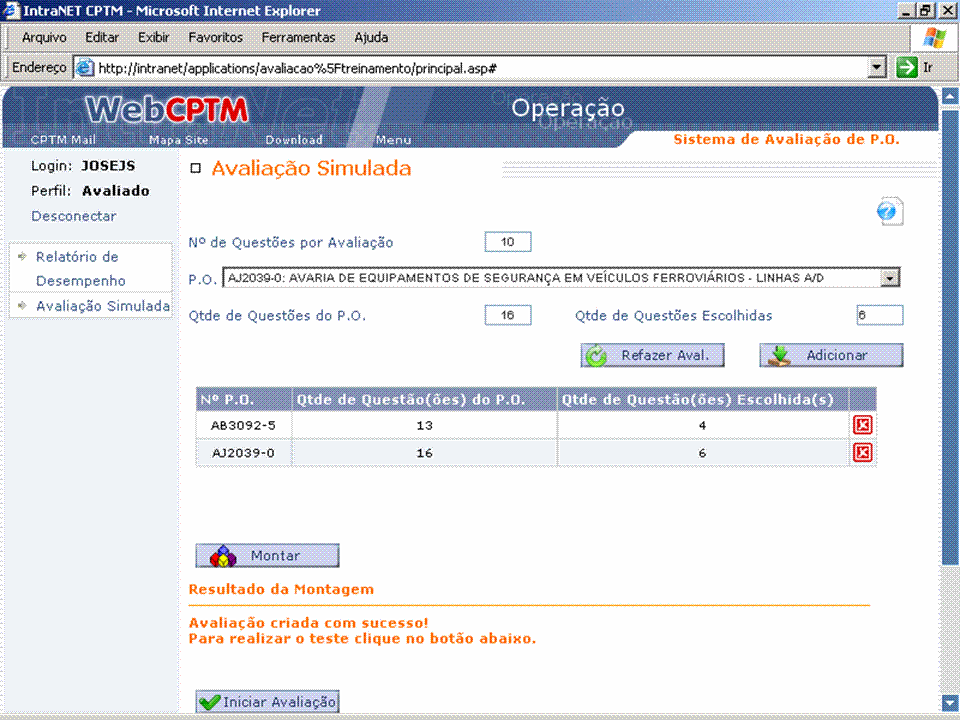 IntraNET CPTM - Microsoft Internet Explorer
Arquivo Editar Exibir Favoritos Ferramentas Ajuda
Endereço http://intranet/applications/avaliacao%5Ftreinamento/principal.asp# Ir
IntraNet
WebCPTM
Operação
Operação
Operação
CPTM Mail Mapa Site Download Menu
Sistema de Avaliação de P.O.
Login: JOSEJS
Perfil: Avaliado
Desconectar
Relatório de
Desempenho
Avaliação Simulada
Avaliação Simulada
Nº de Questões por Avaliação 10
P.O. AJ2039-0: AVARIA DE EQUIPAMENTOS DE SEGURANÇA EM VEÍCULOS FERROVIÁRIOS - LINHAS A/D
Qtde de Questões do P.O. 16 Qtde de Questões Escolhidas 6
Refazer Aval. Adicionar
Nº P.O. Qtde de Questão(ões) do P.O. Qtde de Questão(ões) Escolhida(s)
AB3092-5 13 4
AJ2039-0 16 6
Montar
Resultado da Montagem
Avaliação criada com sucesso!
Para realizar o teste clique no botão abaixo.
Iniciar Avaliação